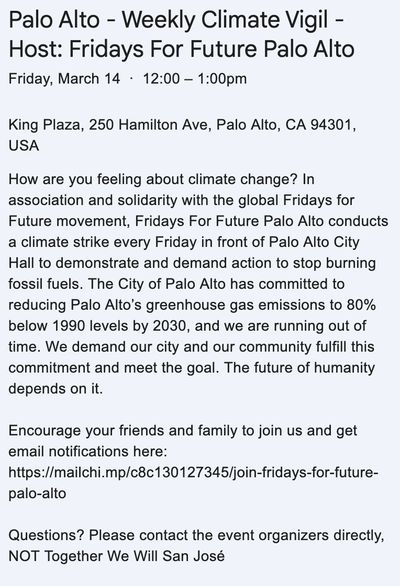 Palo Alto - Weekly Climate Vigil -
Host: Fridays For Future Palo Alto
Friday, March 14 · 12:00 – 1:00pm
King Plaza, 250 Hamilton Ave, Palo Alto, CA 94301,
USA
How are you feeling about climate change? In
association and solidarity with the global Fridays for
Future movement, Fridays For Future Palo Alto conducts
a climate strike every Friday in front of Palo Alto City
Hall to demonstrate and demand action to stop burning
fossil fuels. The City of Palo Alto has committed to
reducing Palo Alto’s greenhouse gas emissions to 80%
below 1990 levels by 2030, and we are running out of
time. We demand our city and our community fulfill this
commitment and meet the goal. The future of humanity
depends on it.
Encourage your friends and family to join us and get
email notifications here:
https://mailchi.mp/c8c130127345/join-fridays-for-future-
palo-alto
Questions? Please contact the event organizers directly,
NOT Together We Will San José